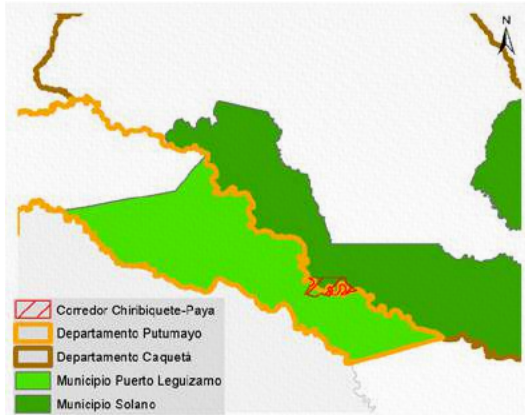 N
Corredor Chiribiquete-Paya
Departamento Putumayo
Departamento Caquetá
Municipio Puerto Leguizamo
Municipio Solano